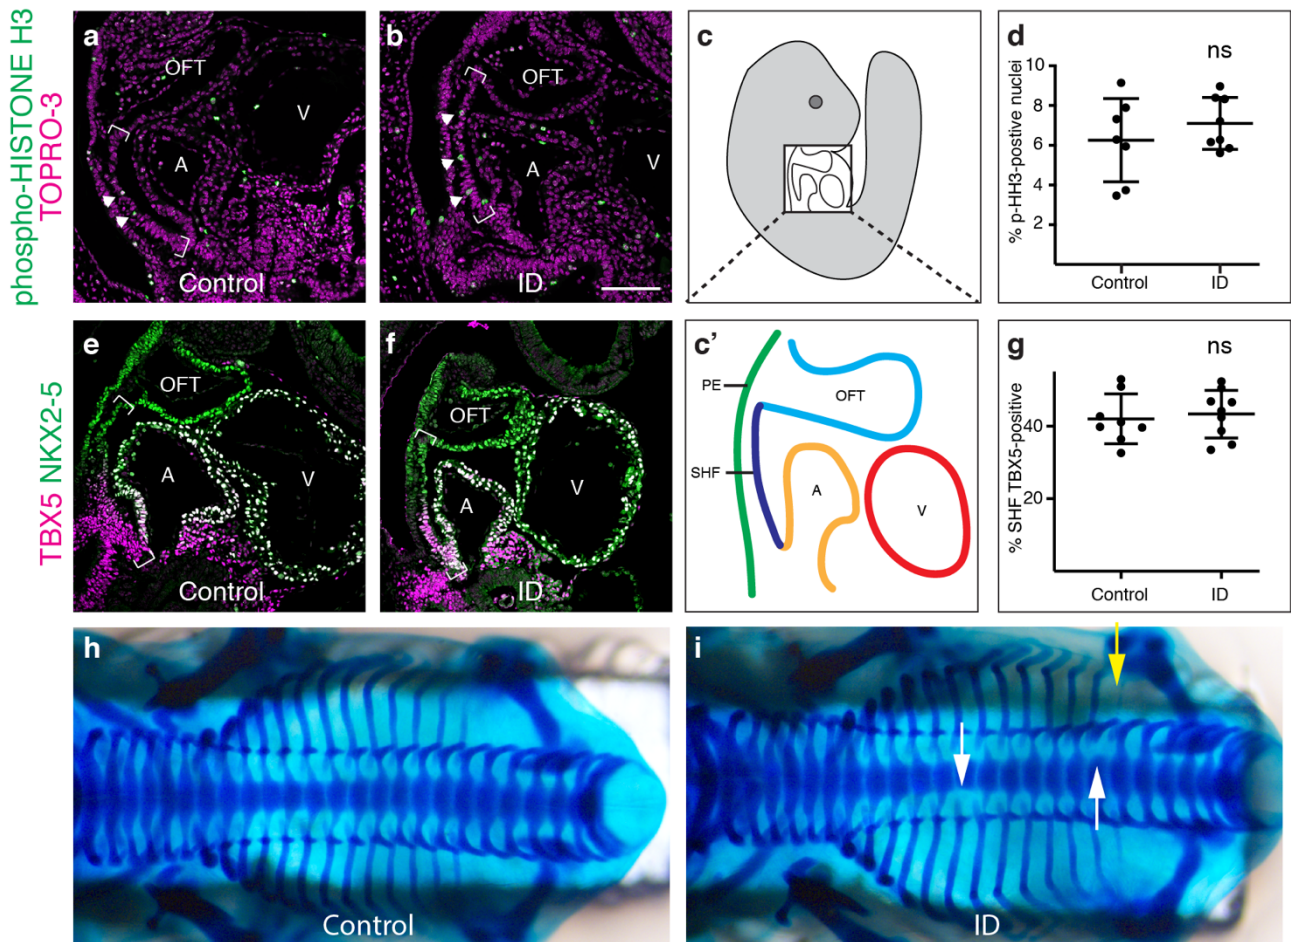 phospho-HISTONE H3
TOPRO-3
a
OFT
V
A
Control
b
OFT
A
V
ID
c
d
ns
% p-HH3-postive nuclei
10
8
6
4
2
Control
ID
TBX5 NKX2-5
e
OFT
A
V
Control
f
OFT
A
V
ID
c’
PE
OFT
SHF
A
V
g
ns
% SHF TBX5-positive
40
20
Control
ID
h
Control
i
ID